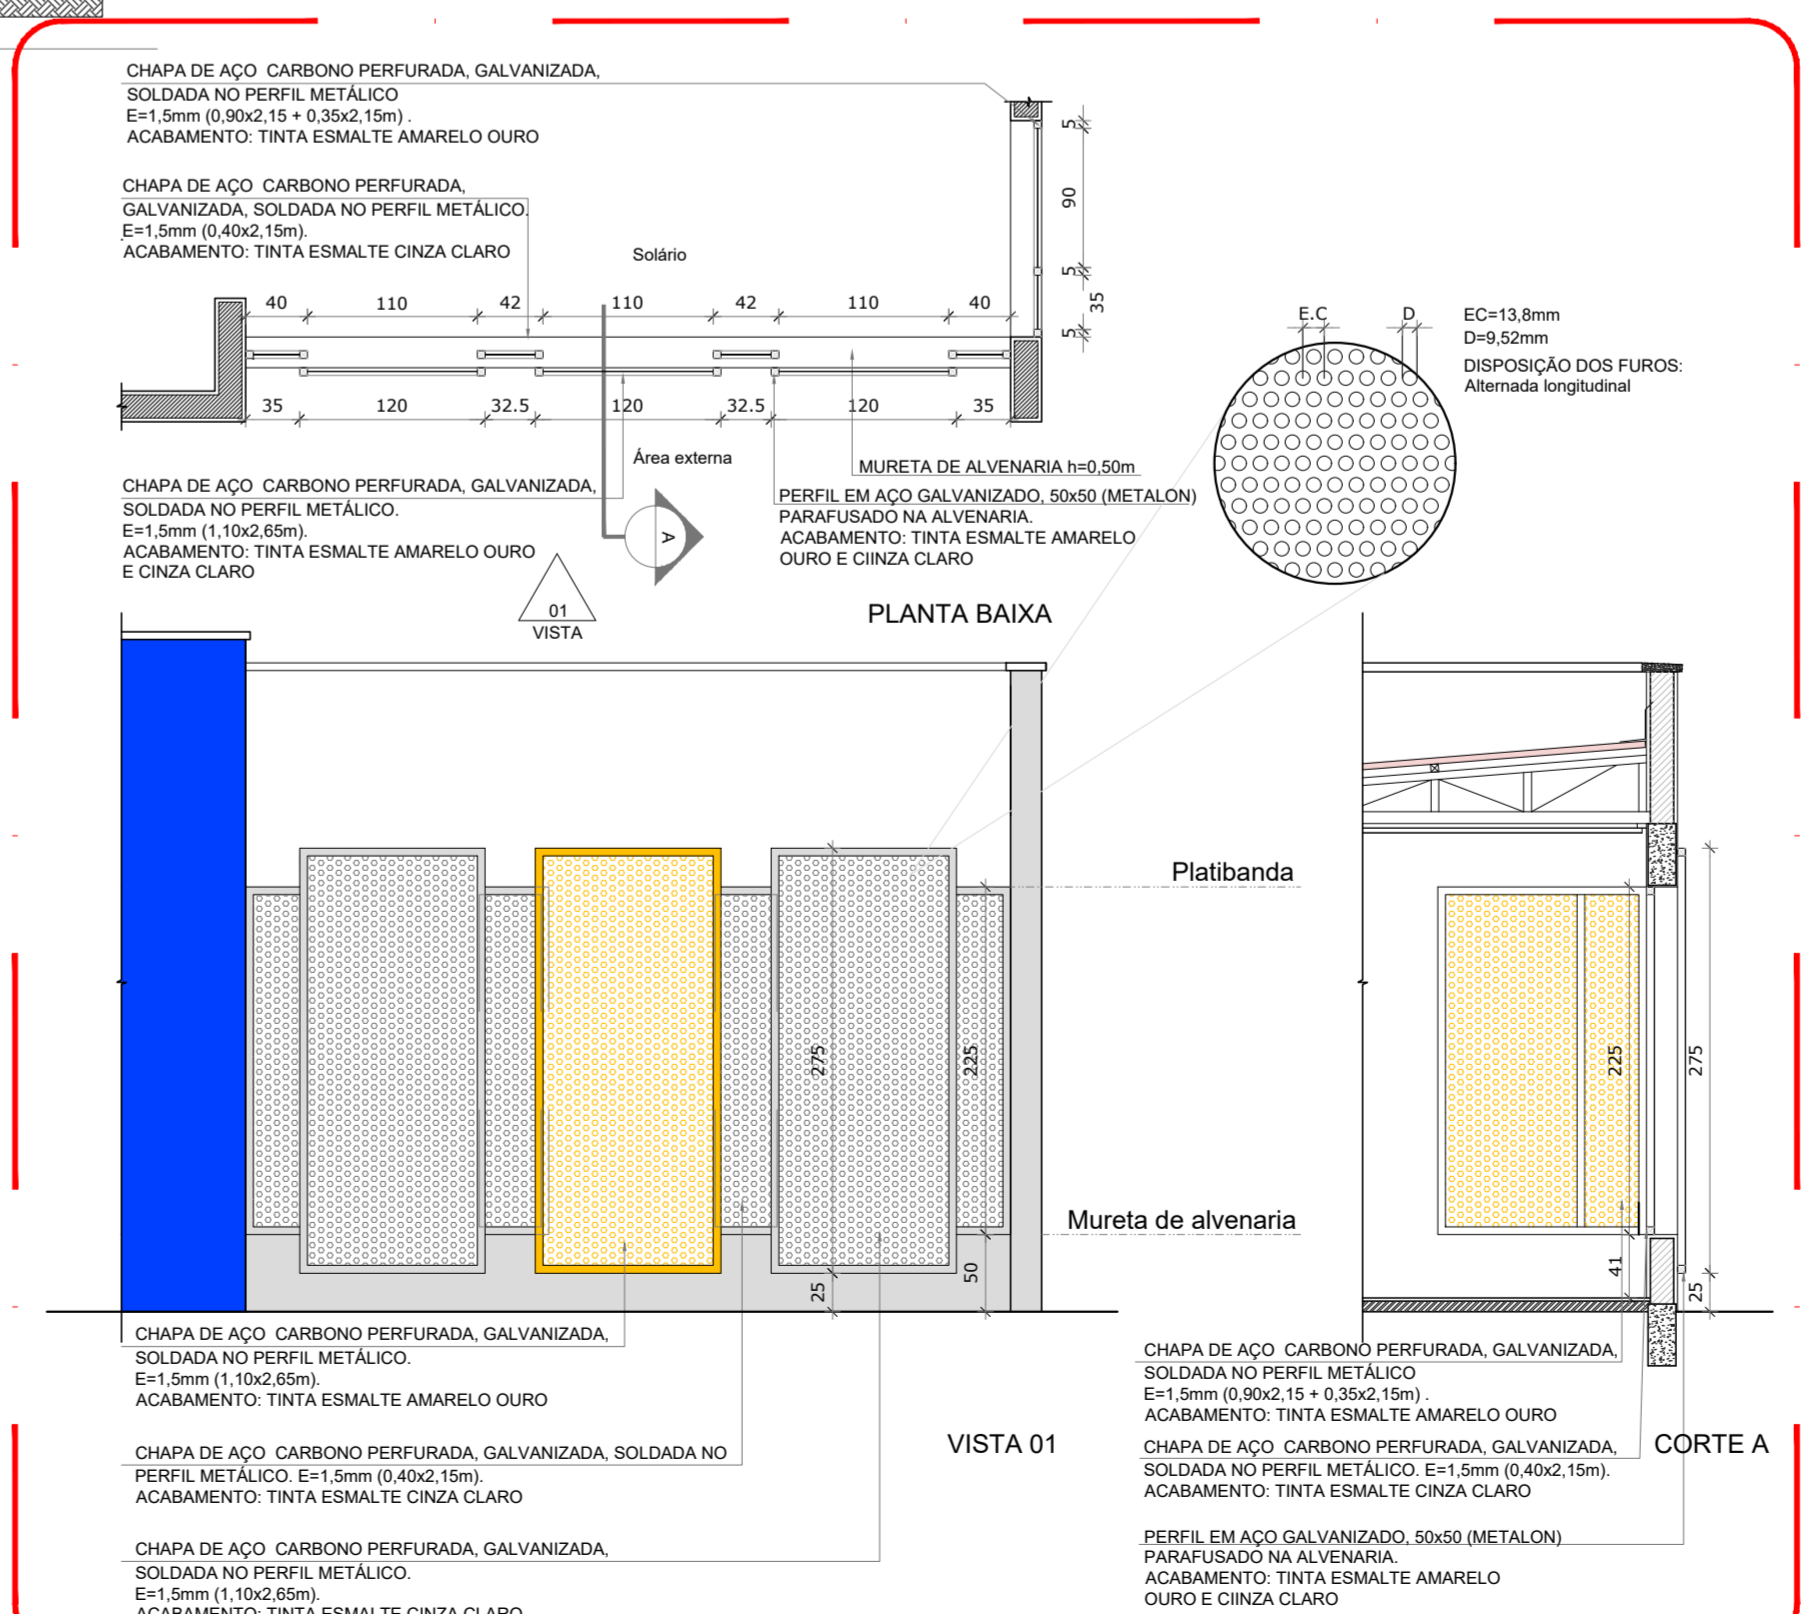 CHAPA DE AÇO CARBONO PERFURADA, GALVANIZADA,
SOLDADA NO PERFIL METÁLICO
E=1,5mm (0,90x2,15 + 0,35x2,15m) .
ACABAMENTO: TINTA ESMALTE AMARELO OURO
CHAPA DE AÇO CARBONO PERFURADA,
GALVANIZADA, SOLDADA NO PERFIL METÁLICO.
E=1,5mm (0,40x2,15m).
ACABAMENTO: TINTA ESMALTE CINZA CLARO
Solário
5
90
5
35
5
40 110 42 110 42 110 40
35 120 32.5 120 32.5 120 35
Área externa
MURETA DE ALVENARIA h=0,50m
CHAPA DE AÇO CARBONO PERFURADA, GALVANIZADA,
SOLDADA NO PERFIL METÁLICO.
E=1,5mm (1,10x2,65m).
ACABAMENTO: TINTA ESMALTE AMARELO OURO
E CINZA CLARO
PERFIL EM AÇO GALVANIZADO, 50x50 (METALON)
PARAFUSADO NA ALVENARIA.
ACABAMENTO: TINTA ESMALTE AMARELO
OURO E CIINZA CLARO
A
01
VISTA
PLANTA BAIXA
E.C D
EC=13,8mm
D=9,52mm
DISPOSIÇÃO DOS FUROS:
Alternada longitudinal
Platibanda
Mureta de alvenaria
275
225
25
50
225
275
41
25
CHAPA DE AÇO CARBONO PERFURADA, GALVANIZADA,
SOLDADA NO PERFIL METÁLICO.
E=1,5mm (1,10x2,65m).
ACABAMENTO: TINTA ESMALTE AMARELO OURO
CHAPA DE AÇO CARBONO PERFURADA, GALVANIZADA, SOLDADA NO
PERFIL METÁLICO. E=1,5mm (0,40x2,15m).
ACABAMENTO: TINTA ESMALTE CINZA CLARO
CHAPA DE AÇO CARBONO PERFURADA, GALVANIZADA,
SOLDADA NO PERFIL METÁLICO.
E=1,5mm (1,10x2,65m).
ACABAMENTO: TINTA ESMALTE CINZA CLARO
VISTA 01
CHAPA DE AÇO CARBONO PERFURADA, GALVANIZADA,
SOLDADA NO PERFIL METÁLICO
E=1,5mm (0,90x2,15 + 0,35x2,15m) .
ACABAMENTO: TINTA ESMALTE AMARELO OURO
CHAPA DE AÇO CARBONO PERFURADA, GALVANIZADA,
SOLDADA NO PERFIL METÁLICO. E=1,5mm (0,40x2,15m).
ACABAMENTO: TINTA ESMALTE CINZA CLARO
CORTE A
PERFIL EM AÇO GALVANIZADO, 50x50 (METALON)
PARAFUSADO NA ALVENARIA.
ACABAMENTO: TINTA ESMALTE AMARELO
OURO E CIINZA CLARO